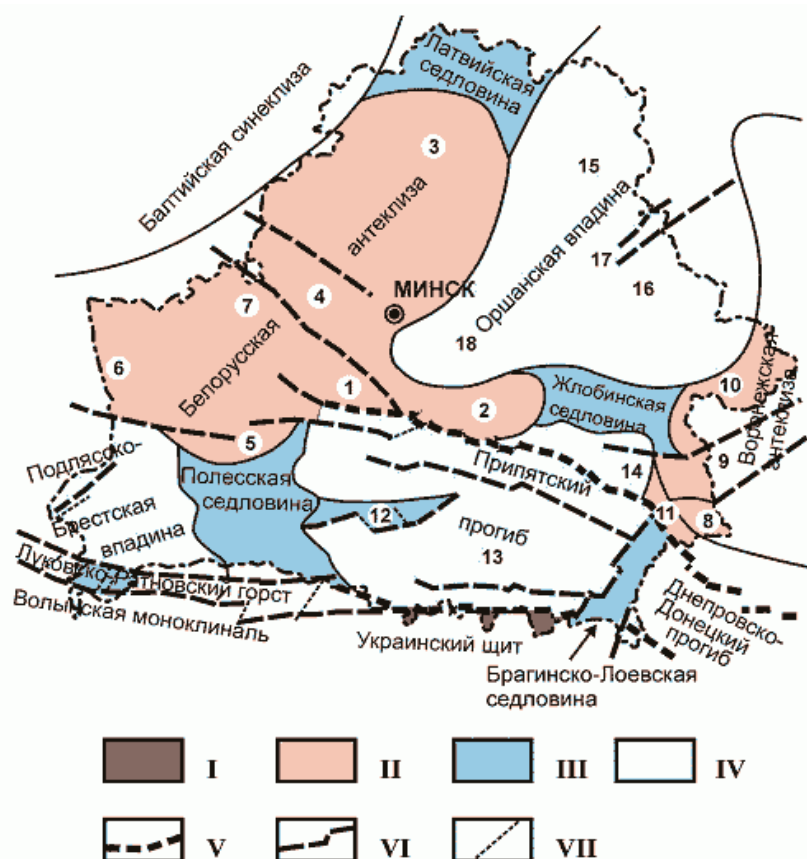 Латвийская
седловина
Балтийская синеклиза
3
15
антеклиза
Оршанская впадина
17
4
МИНСК
16
7
18
Белорусская
6
1
2
Жлобинская
седловина
10
Воронежская
антеклиза
5
9
Подлясско-
Брестская
впадина
Полесская
седловина
Припятский
прогиб
14
12
11
8
13
Луковско-Ратновский горст
Волынская моноклиналь
Украинский щит
Днепровско-
Донецкий
прогиб
Брагинско-Лоевская
седловина
I
II
III
IV
V
VI
VII